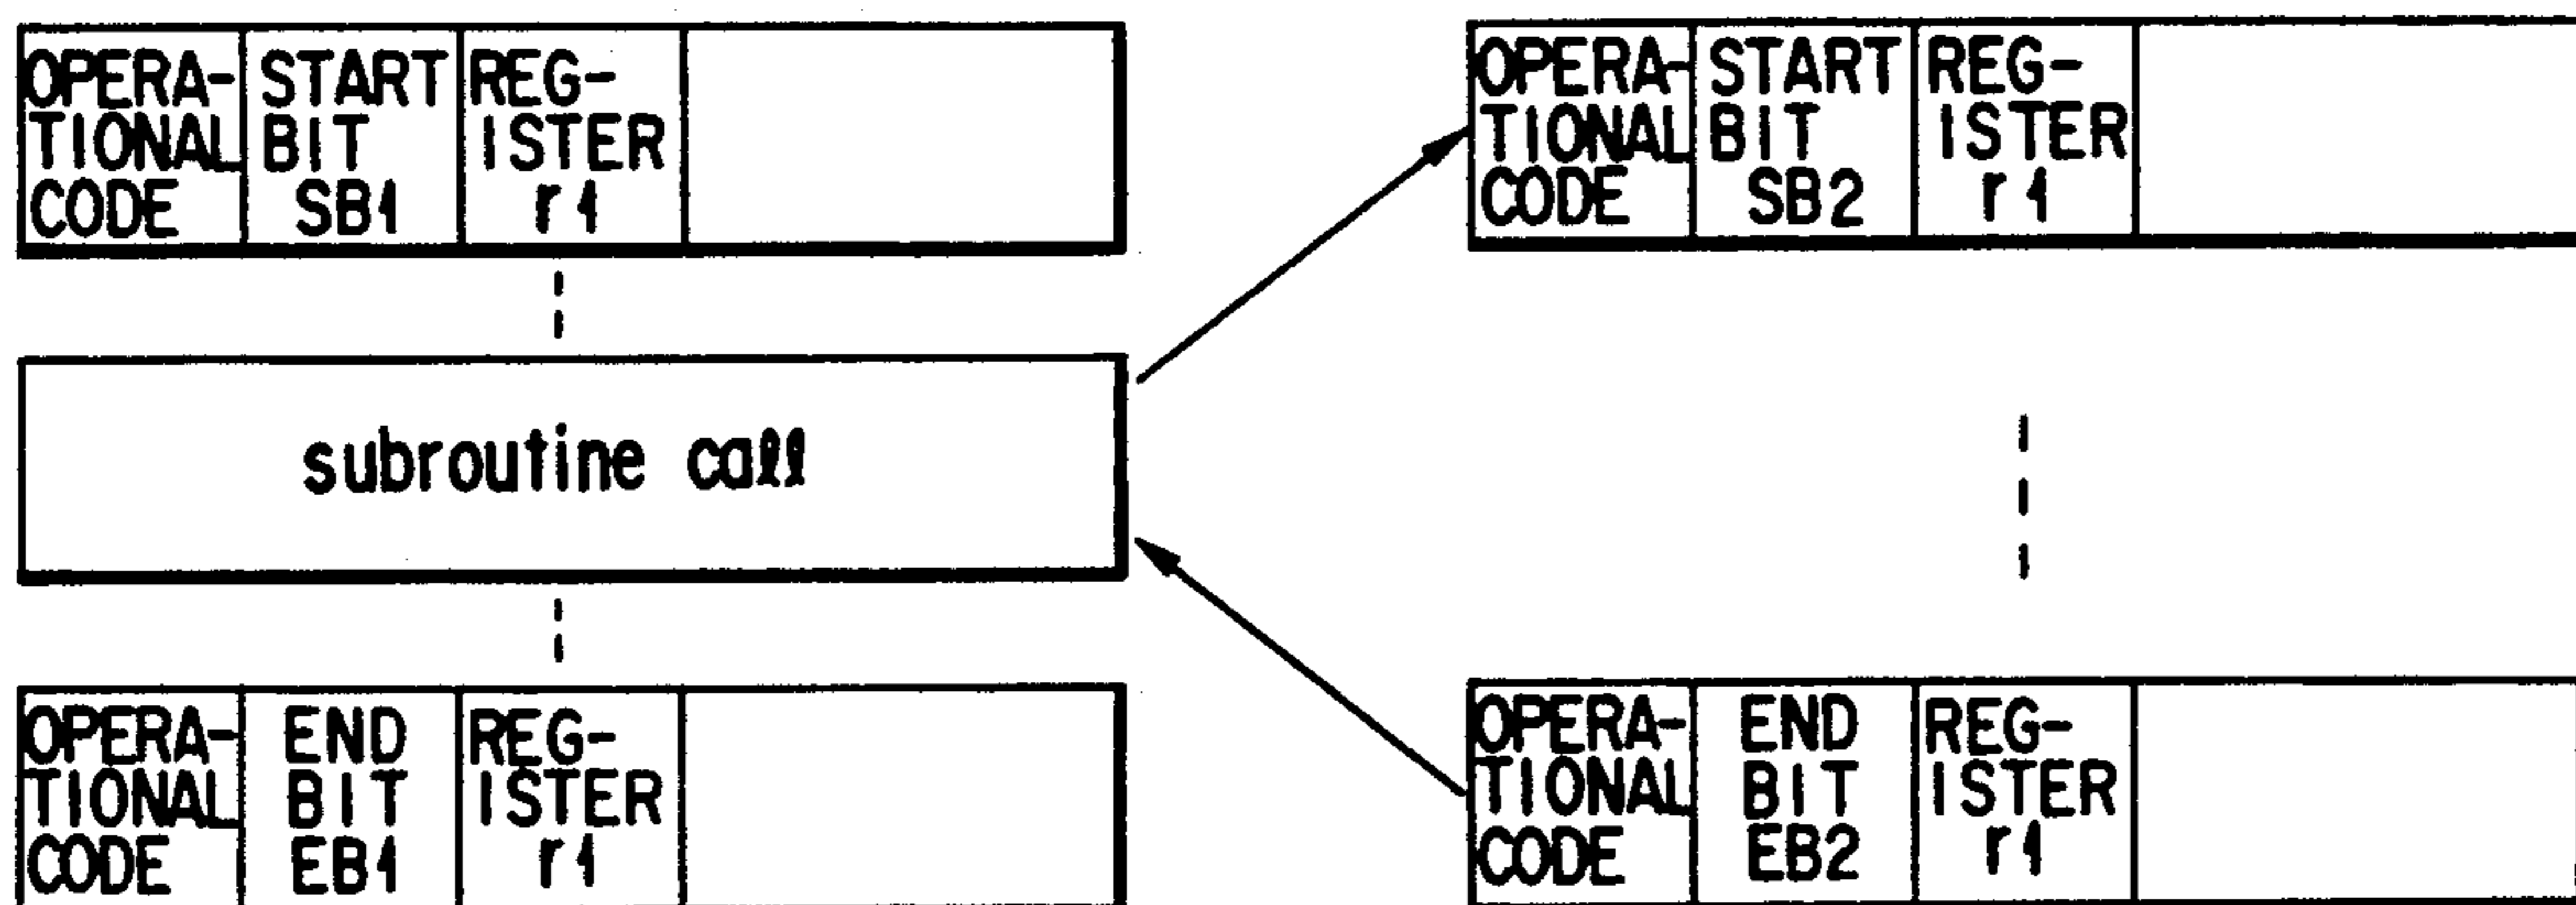 OPERA-
TIONAL
CODE
START
BIT
SB1
REG-
ISTER
r1
OPERA-
TIONAL
CODE
START
BIT
SB2
REG-
ISTER
r1
subroutine call
OPERA-
TIONAL
CODE
END
BIT
EB1
REG-
ISTER
r1
OPERA-
TIONAL
CODE
END
BIT
EB2
REG-
ISTER
r1